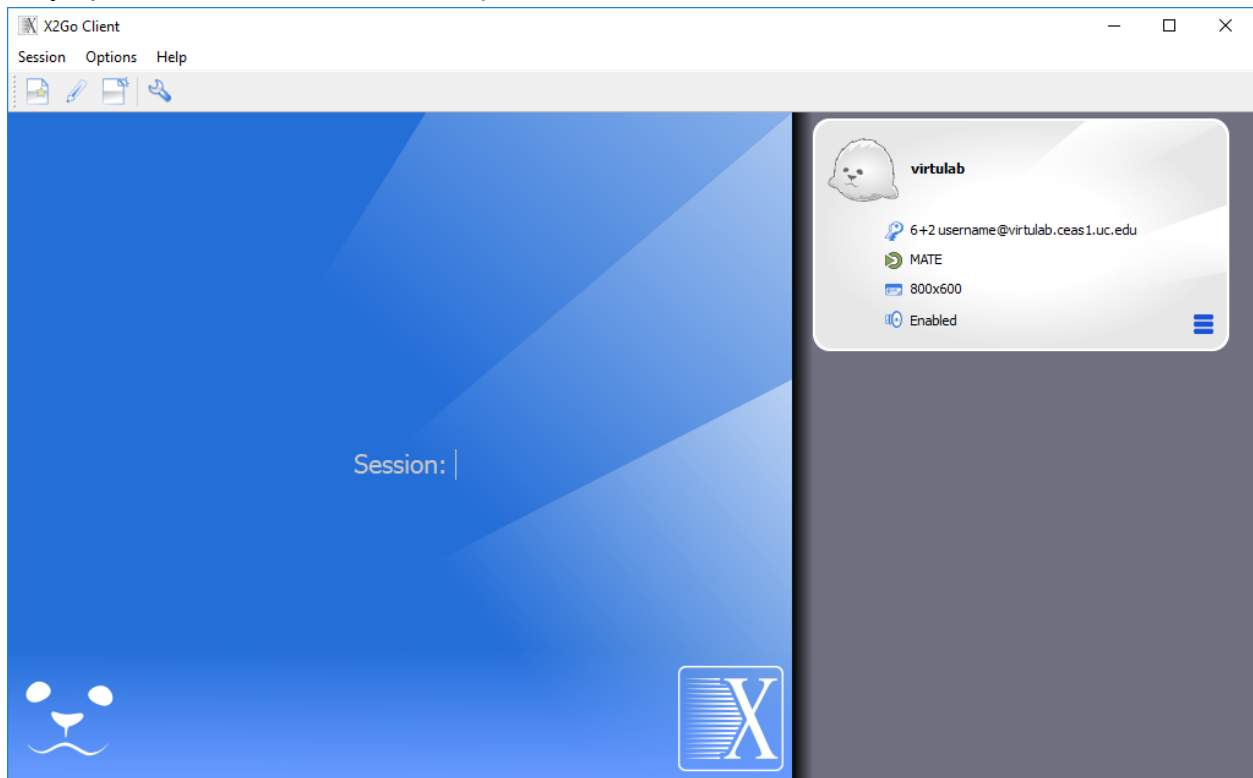 X2Go Client
Session Options Help
virtulab
6+2 username@virtulab.ceas1.uc.edu
MATE
800x600
Enabled
Session:
X